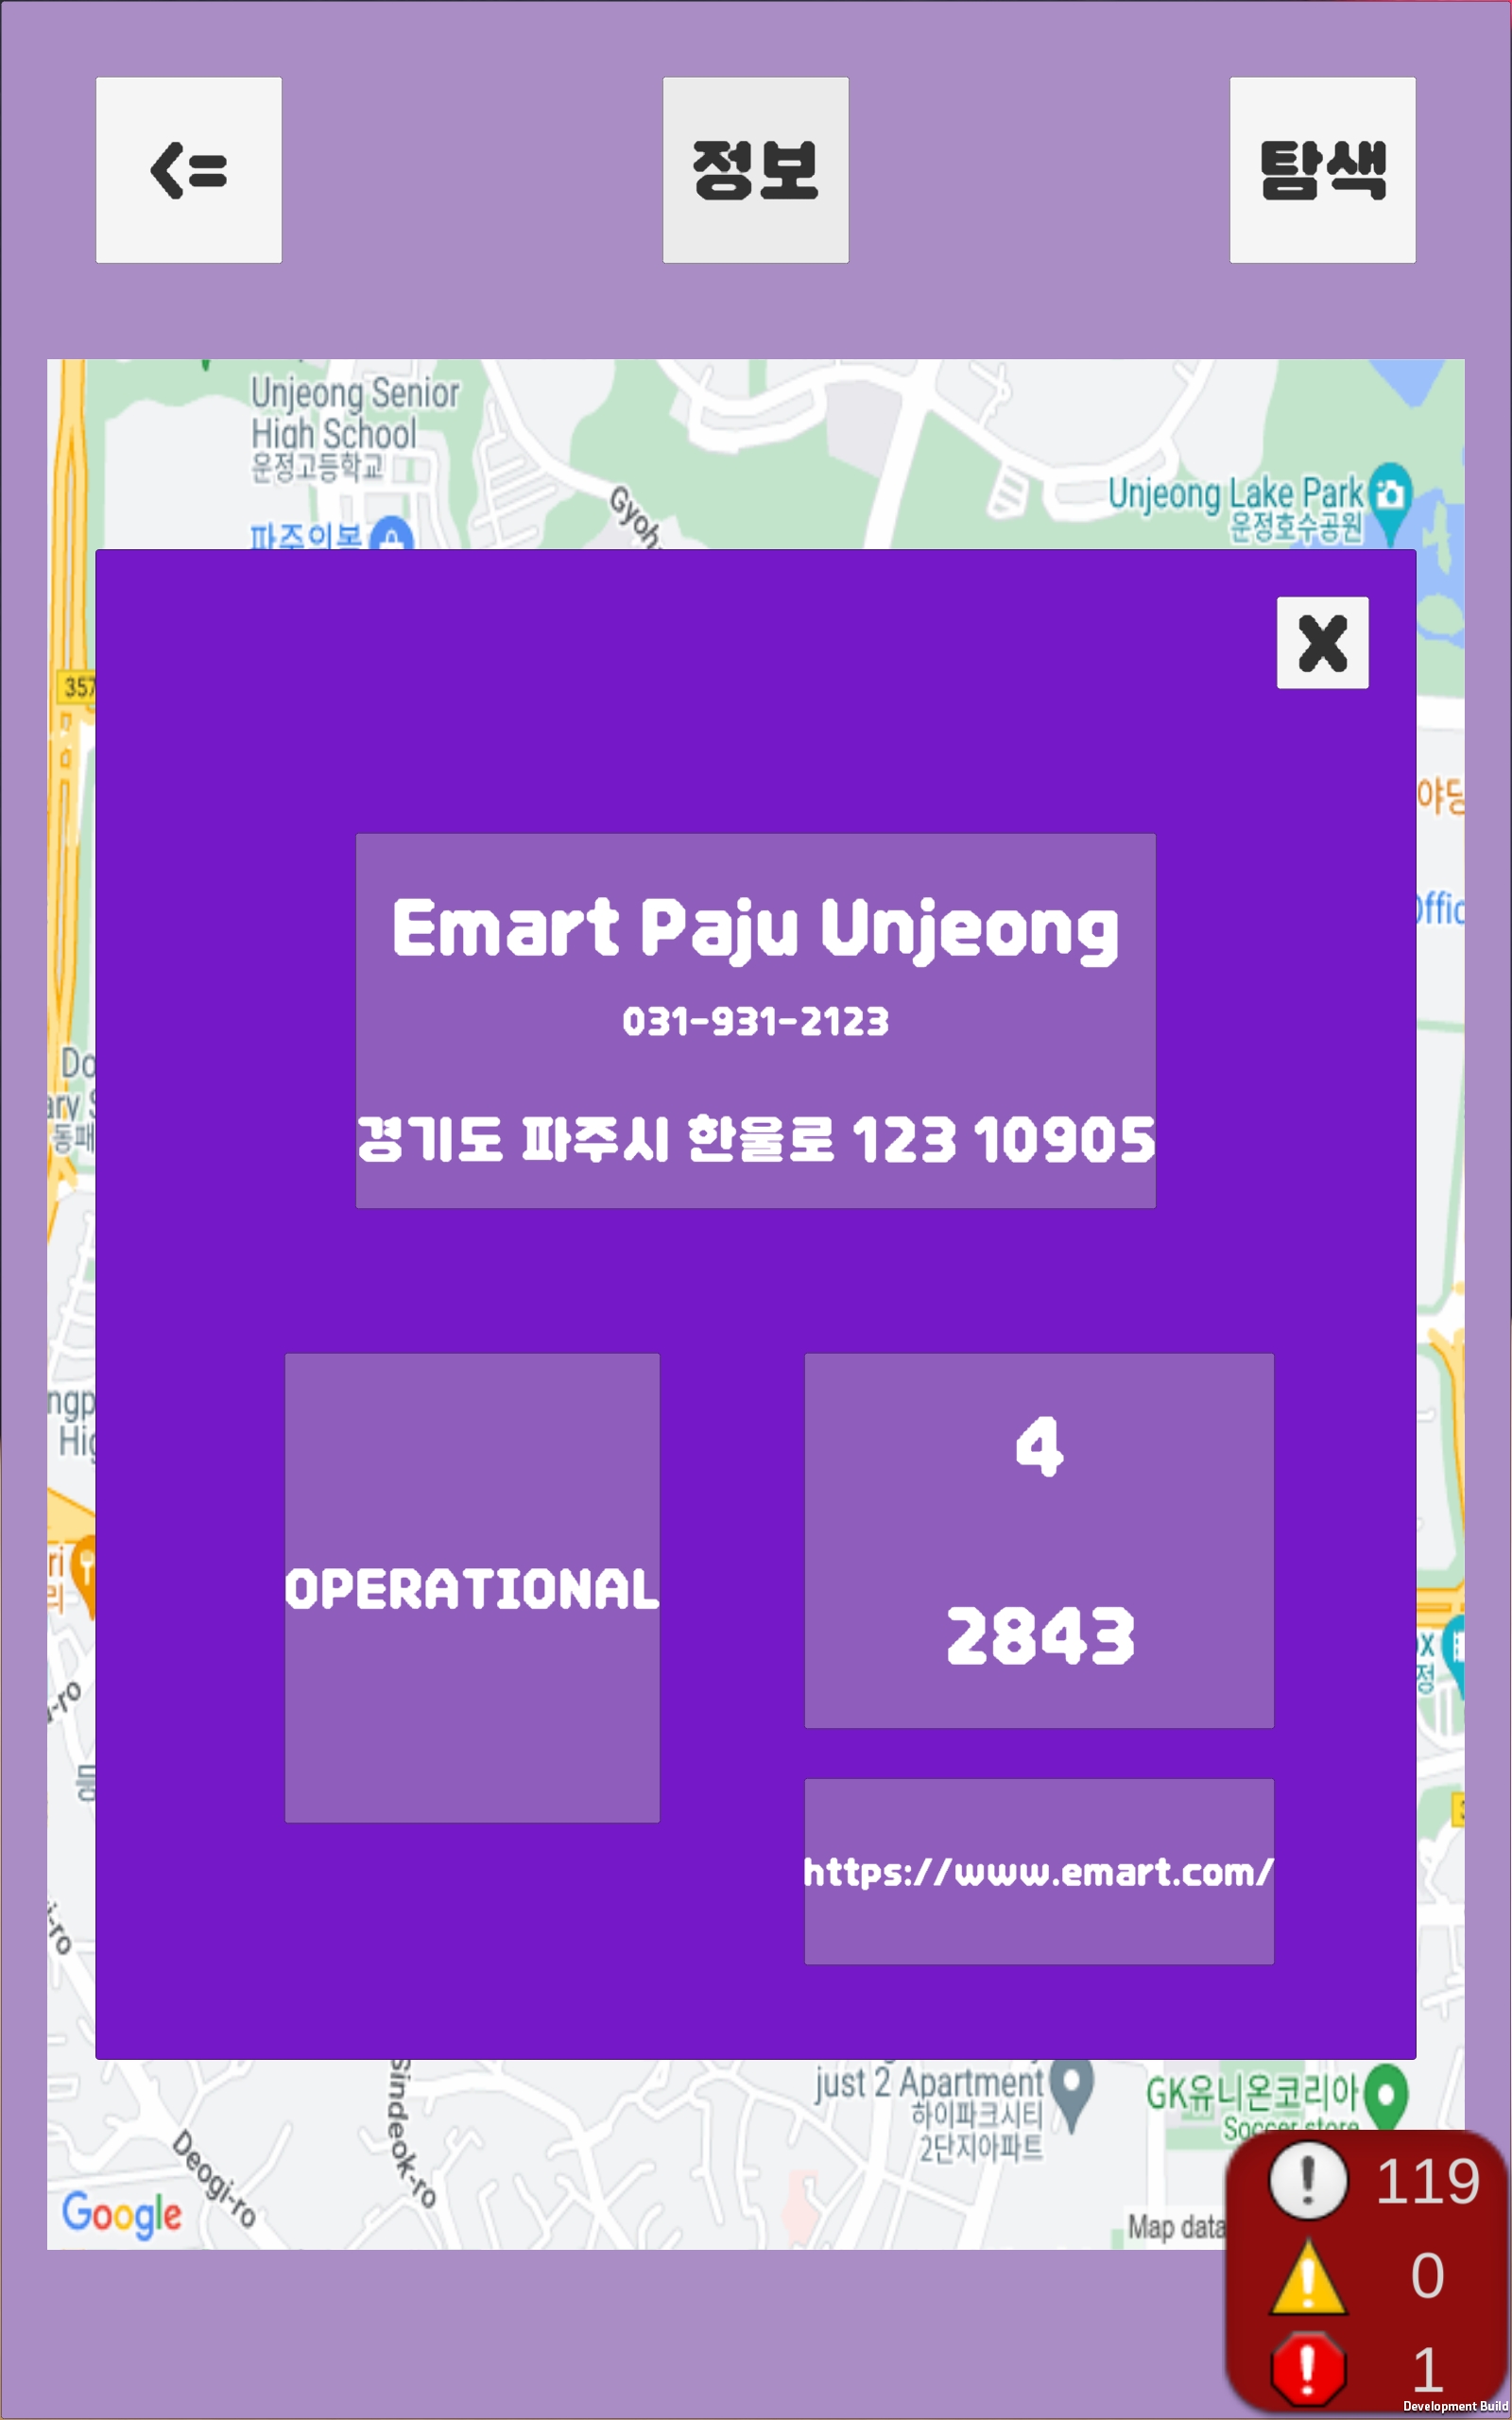 <=
정보
탐색
Unjeong Senior
High School
운정고등학교
파주의봄
Gyoh
Unjeong Lake Park
운정호수공원
X
357
야당
Offic
Emart Paju Unjeong
031-931-2123
경기도 파주시 한울로 123 10905
Do
ary S
동패
ngp
Hig
OPERATIONAL
4
2843
ri
리
-ro
i-ro
https://www.emart.com/
Sindeok-ro
Deogi-ro
just 2 Apartment
하이파크시티
2단지아파트
GK유니온코리아
Soccer store
Google
Map data
119
0
1
Development Build